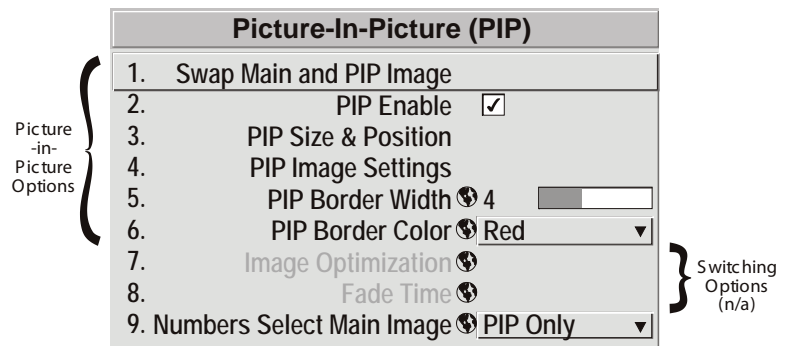 Picture-In-Picture (PIP)
1. Swap Main and PIP Image
2. PIP Enable
3. PIP Size & Position
4. PIP Image Settings
5. PIP Border Width 4
6. PIP Border Color Red
7. Image Optimization
8. Fade Time
9. Numbers Select Main Image PIP Only
Picture
-in-
Picture
Options
Switching
Options
(n/a)